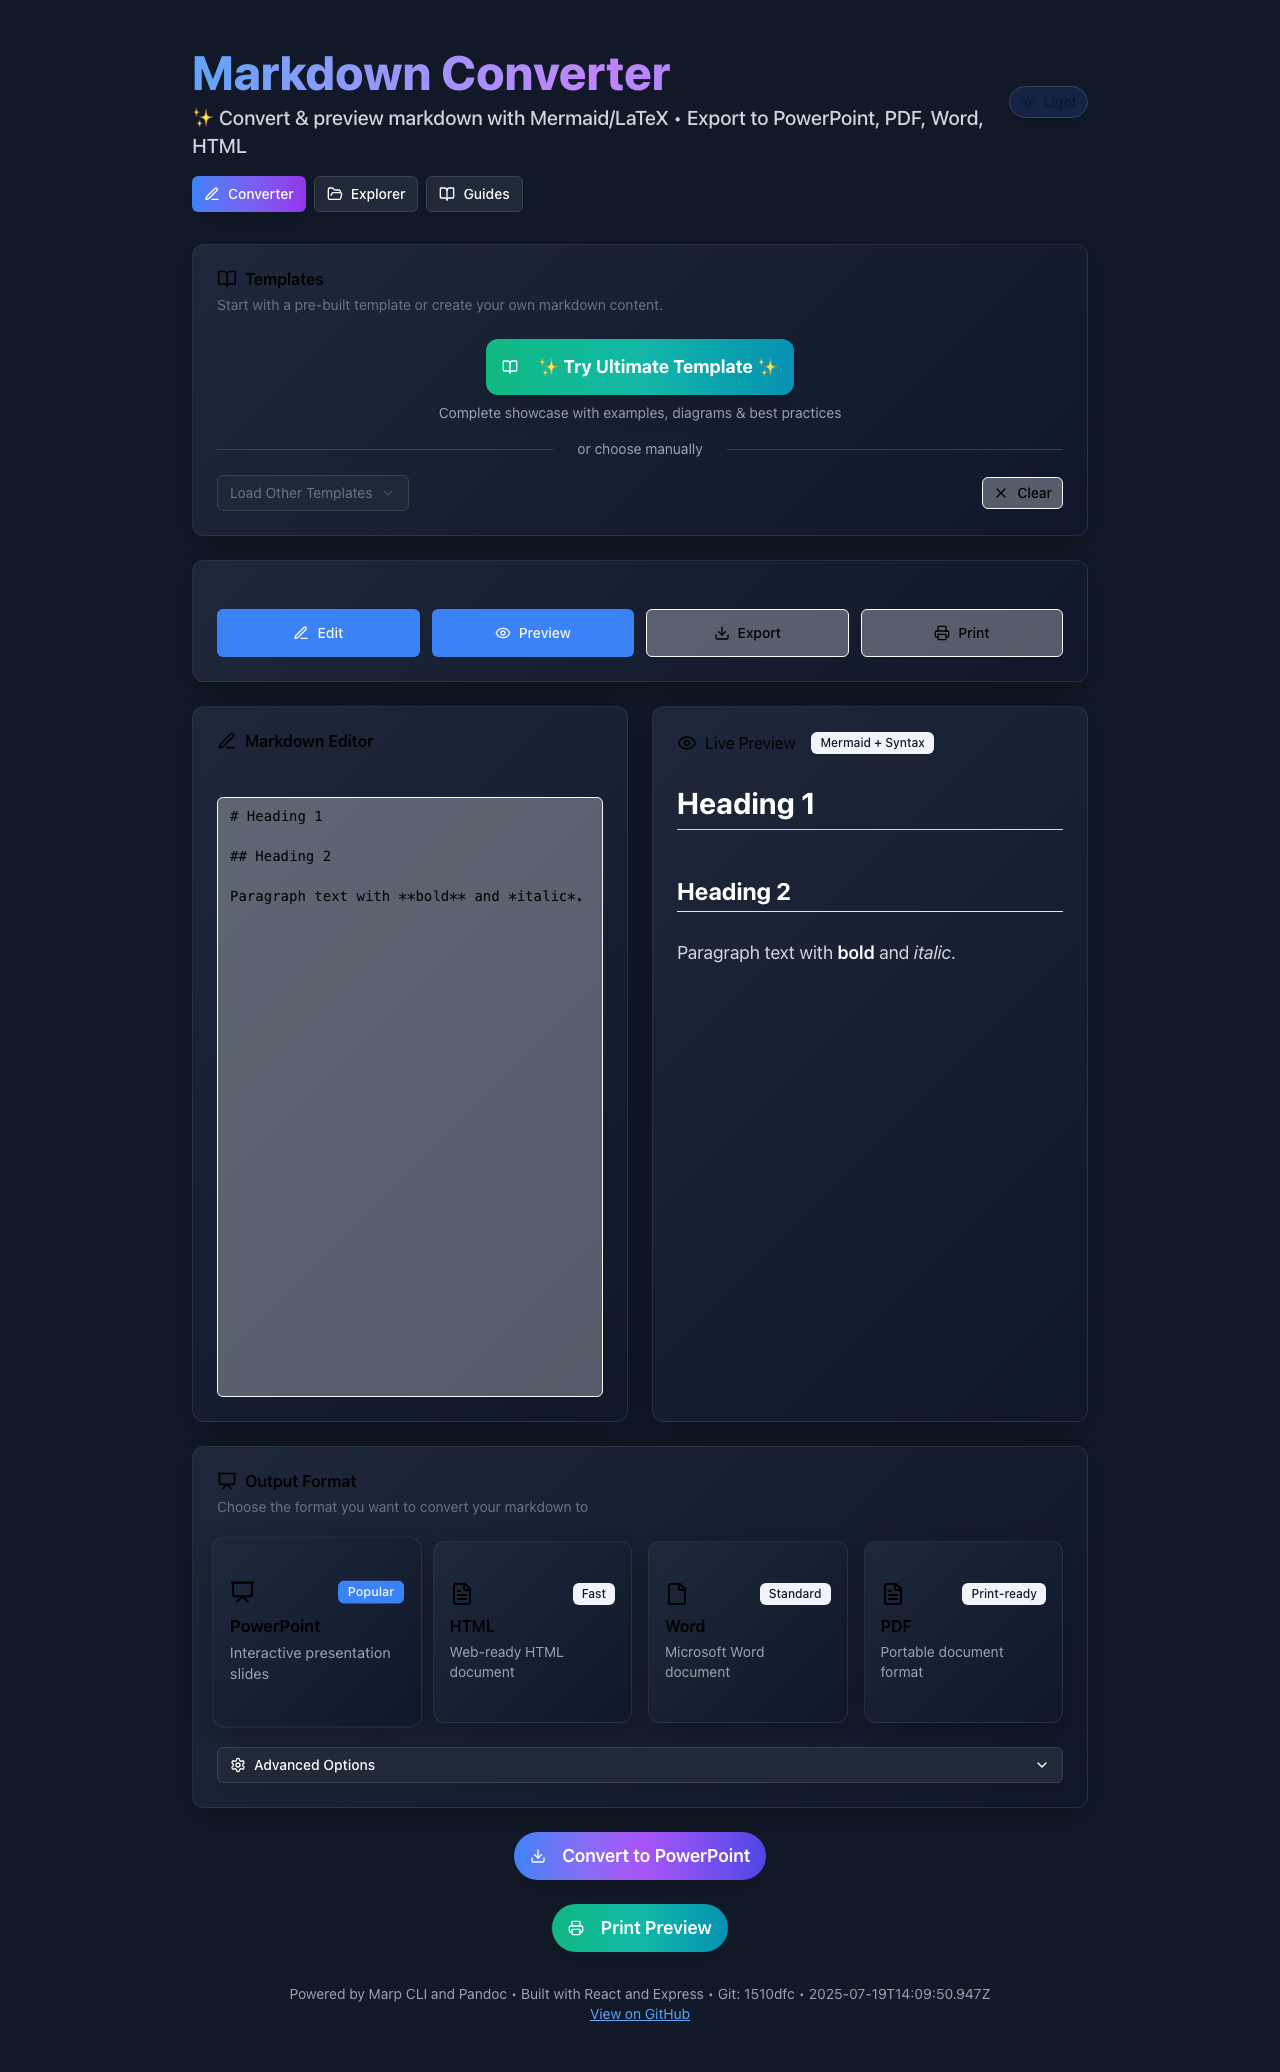 Markdown Converter
✨ Convert & preview markdown with Mermaid/LaTeX • Export to PowerPoint, PDF, Word,
HTML
Light
Converter
Explorer
Guides
Templates
Start with a pre-built template or create your own markdown content.
✨ Try Ultimate Template ✨
Complete showcase with examples, diagrams & best practices
or choose manually
Load Other Templates
Clear
Edit
Preview
Export
Print
Markdown Editor
# Heading 1
## Heading 2
Paragraph text with **bold** and *italic*.
Live Preview
Mermaid + Syntax
Heading 1
Heading 2
Paragraph text with bold and italic.
Output Format
Choose the format you want to convert your markdown to
Popular
PowerPoint
Interactive presentation
slides
Fast
HTML
Web-ready HTML
document
Standard
Word
Microsoft Word
document
Print-ready
PDF
Portable document
format
Advanced Options
Convert to PowerPoint
Print Preview
Powered by Marp CLI and Pandoc • Built with React and Express • Git: 1510dfc • 2025-07-19T14:09:50.947Z
View on GitHub